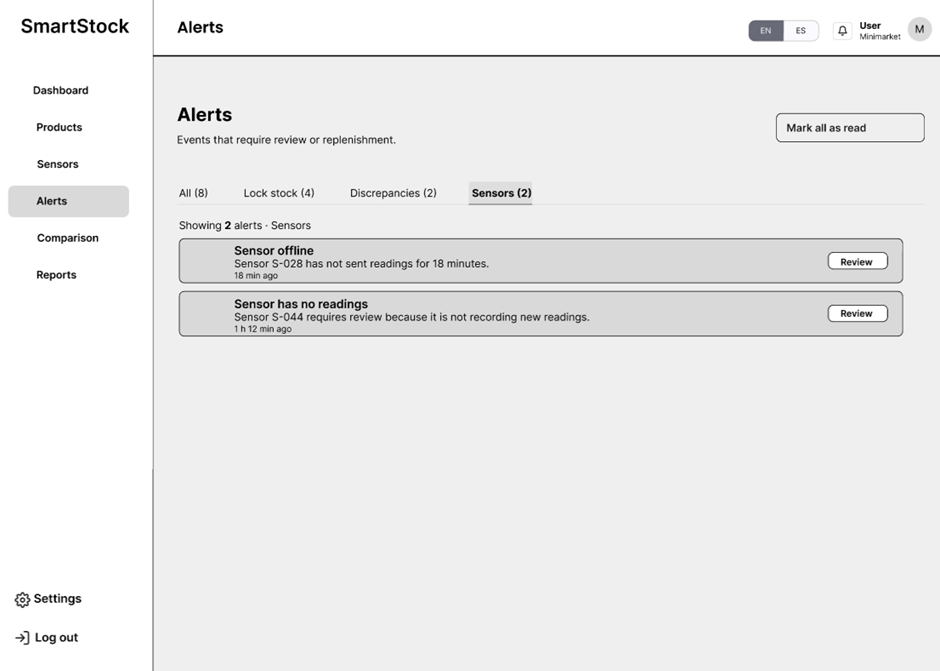 SmartStock
Alerts
EN
ES
User
Minimarket
M
Dashboard
Products
Sensors
Alerts
Comparison
Reports
Settings
Log out
Alerts
Events that require review or replenishment.
Mark all as read
All (8)
Lock stock (4)
Discrepancies (2)
Sensors (2)
Showing 2 alerts · Sensors
Sensor offline
Sensor S-028 has not sent readings for 18 minutes.
18 min ago
Review
Sensor has no readings
Sensor S-044 requires review because it is not recording new readings.
1 h 12 min ago
Review